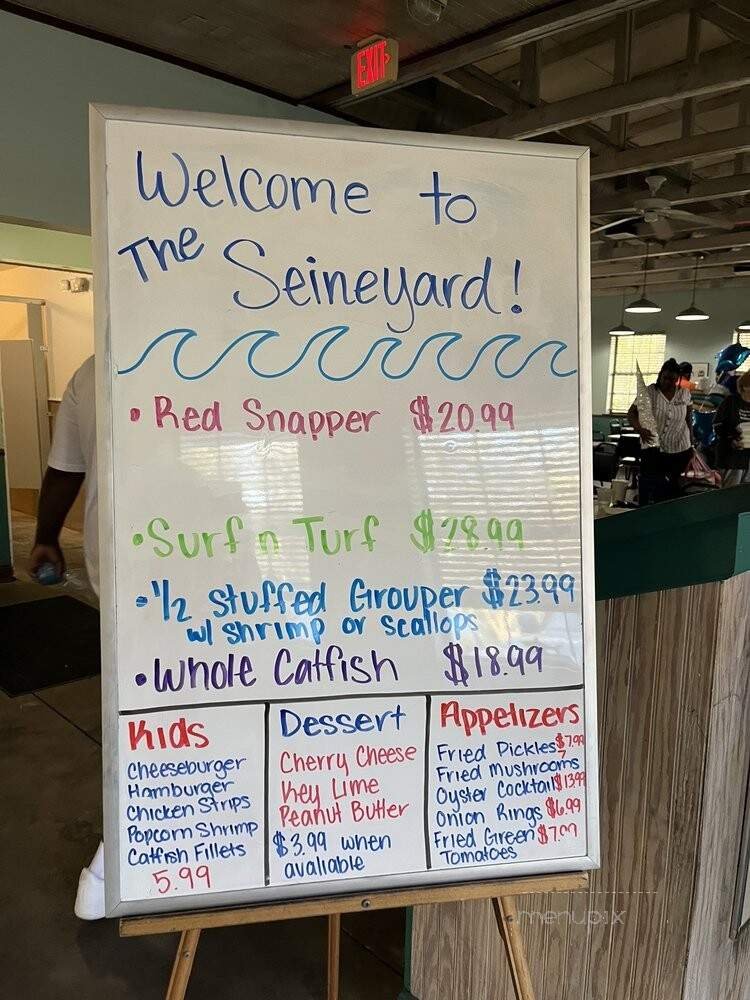 EXIT
Welcome to
The Seineyard!
• Red Snapper $20.99
• Surf n Turf $28.99
• 1/2 Stuffed Grouper $23.99
w/ shrimp or scallops
• Whole Catfish $18.99
Kids
Cheeseburger
Hamburger
Chicken Strips
Popcorn Shrimp
Catfish Fillets
5.99
Dessert
Cherry Cheese
Key Lime
Peanut Butter
$3.99 when
avaliable
Appetizers
Fried Pickles $7.99
Fried Mushrooms
Oyster Cocktail $13.99
Onion Rings $6.99
Fried Green
Tomatoes
menupix